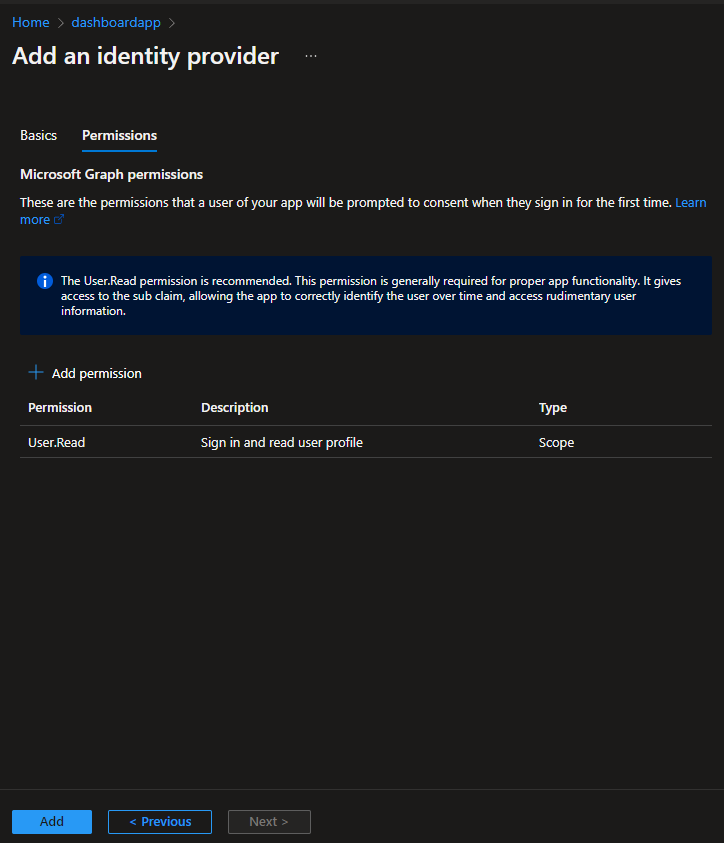 Home > dashboardapp >
Add an identity provider ...
Basics Permissions
Microsoft Graph permissions
These are the permissions that a user of your app will be prompted to consent when they sign in for the first time. Learn
more
The User.Read permission is recommended. This permission is generally required for proper app functionality. It gives
access to the sub claim, allowing the app to correctly identify the user over time and access rudimentary user
information.
+ Add permission
Permission Description Type
User.Read Sign in and read user profile Scope
Add < Previous Next >